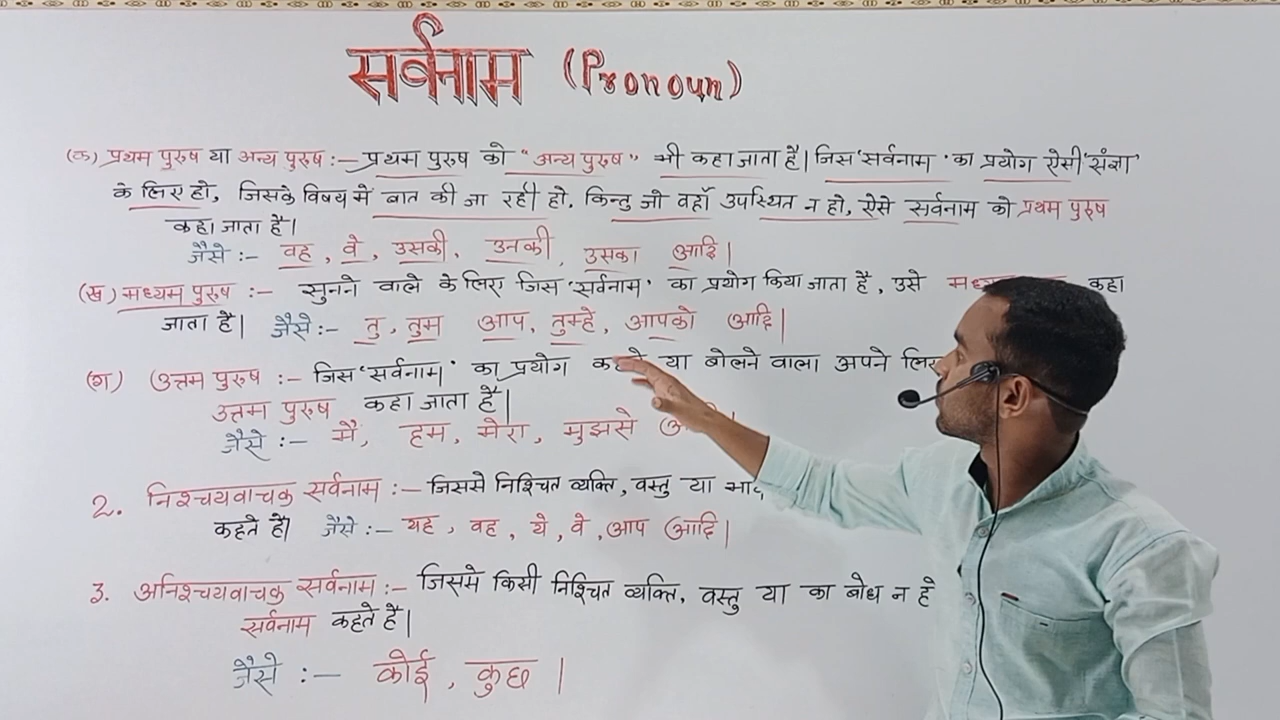 सर्वनाम (Pronoun)
(क) प्रथम पुरुष या अन्य पुरुष :– प्रथम पुरुष को "अन्य पुरुष" भी कहा जाता है। जिस 'सर्वनाम' का प्रयोग ऐसी 'संज्ञा'
के लिए हो, जिसके विषय में बात की जा रही हो, किन्तु जो वहाँ उपस्थित न हो, ऐसे सर्वनाम को प्रथम पुरुष
कहा जाता है।
जैसे :– वह, वे, उसकी, उनकी, उसका आदि।
(ख) मध्यम पुरुष :– सुनने वाले के लिए जिस 'सर्वनाम' का प्रयोग किया जाता है, उसे कहा
जाता है। जैसे :– तु, तुम आप, तुम्हे, आपको आदि।
(ग) उत्तम पुरुष :– जिस 'सर्वनाम' का प्रयोग या बोलने वाला अपने
उत्तम पुरुष कहा जाता है।
जैसे :– मैं, हम, मेरा, मुझसे
2. निश्चयवाचक सर्वनाम :– जिससे निश्चित व्यक्ति, वस्तु या
कहते है। जैसे :– यह, वह, ये, वे, आप आदि।
3. अनिश्चयवाचक सर्वनाम :– जिसमे किसी निश्चित व्यक्ति, वस्तु या का बोध न
सर्वनाम कहते है।
जैसे :– कोई, कुछ।